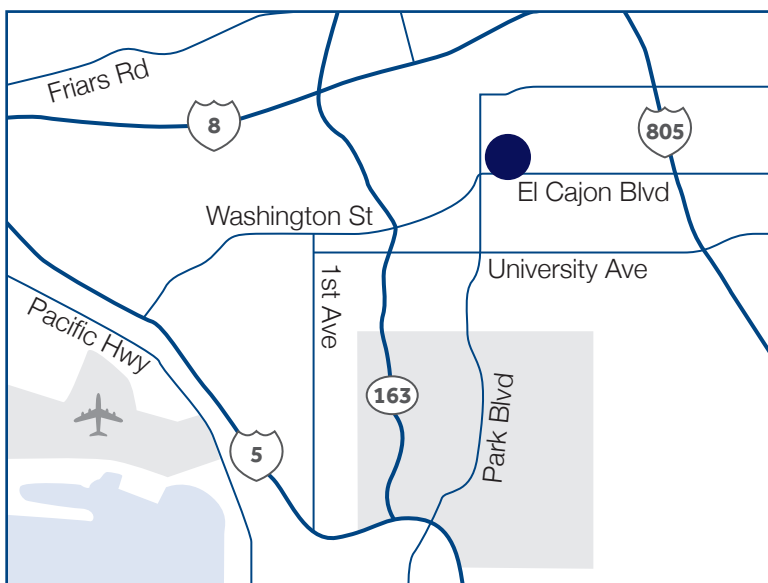 Friars Rd
8
805
El Cajon Blvd
Washington St
University Ave
1st Ave
Pacific Hwy
163
Park Blvd
5